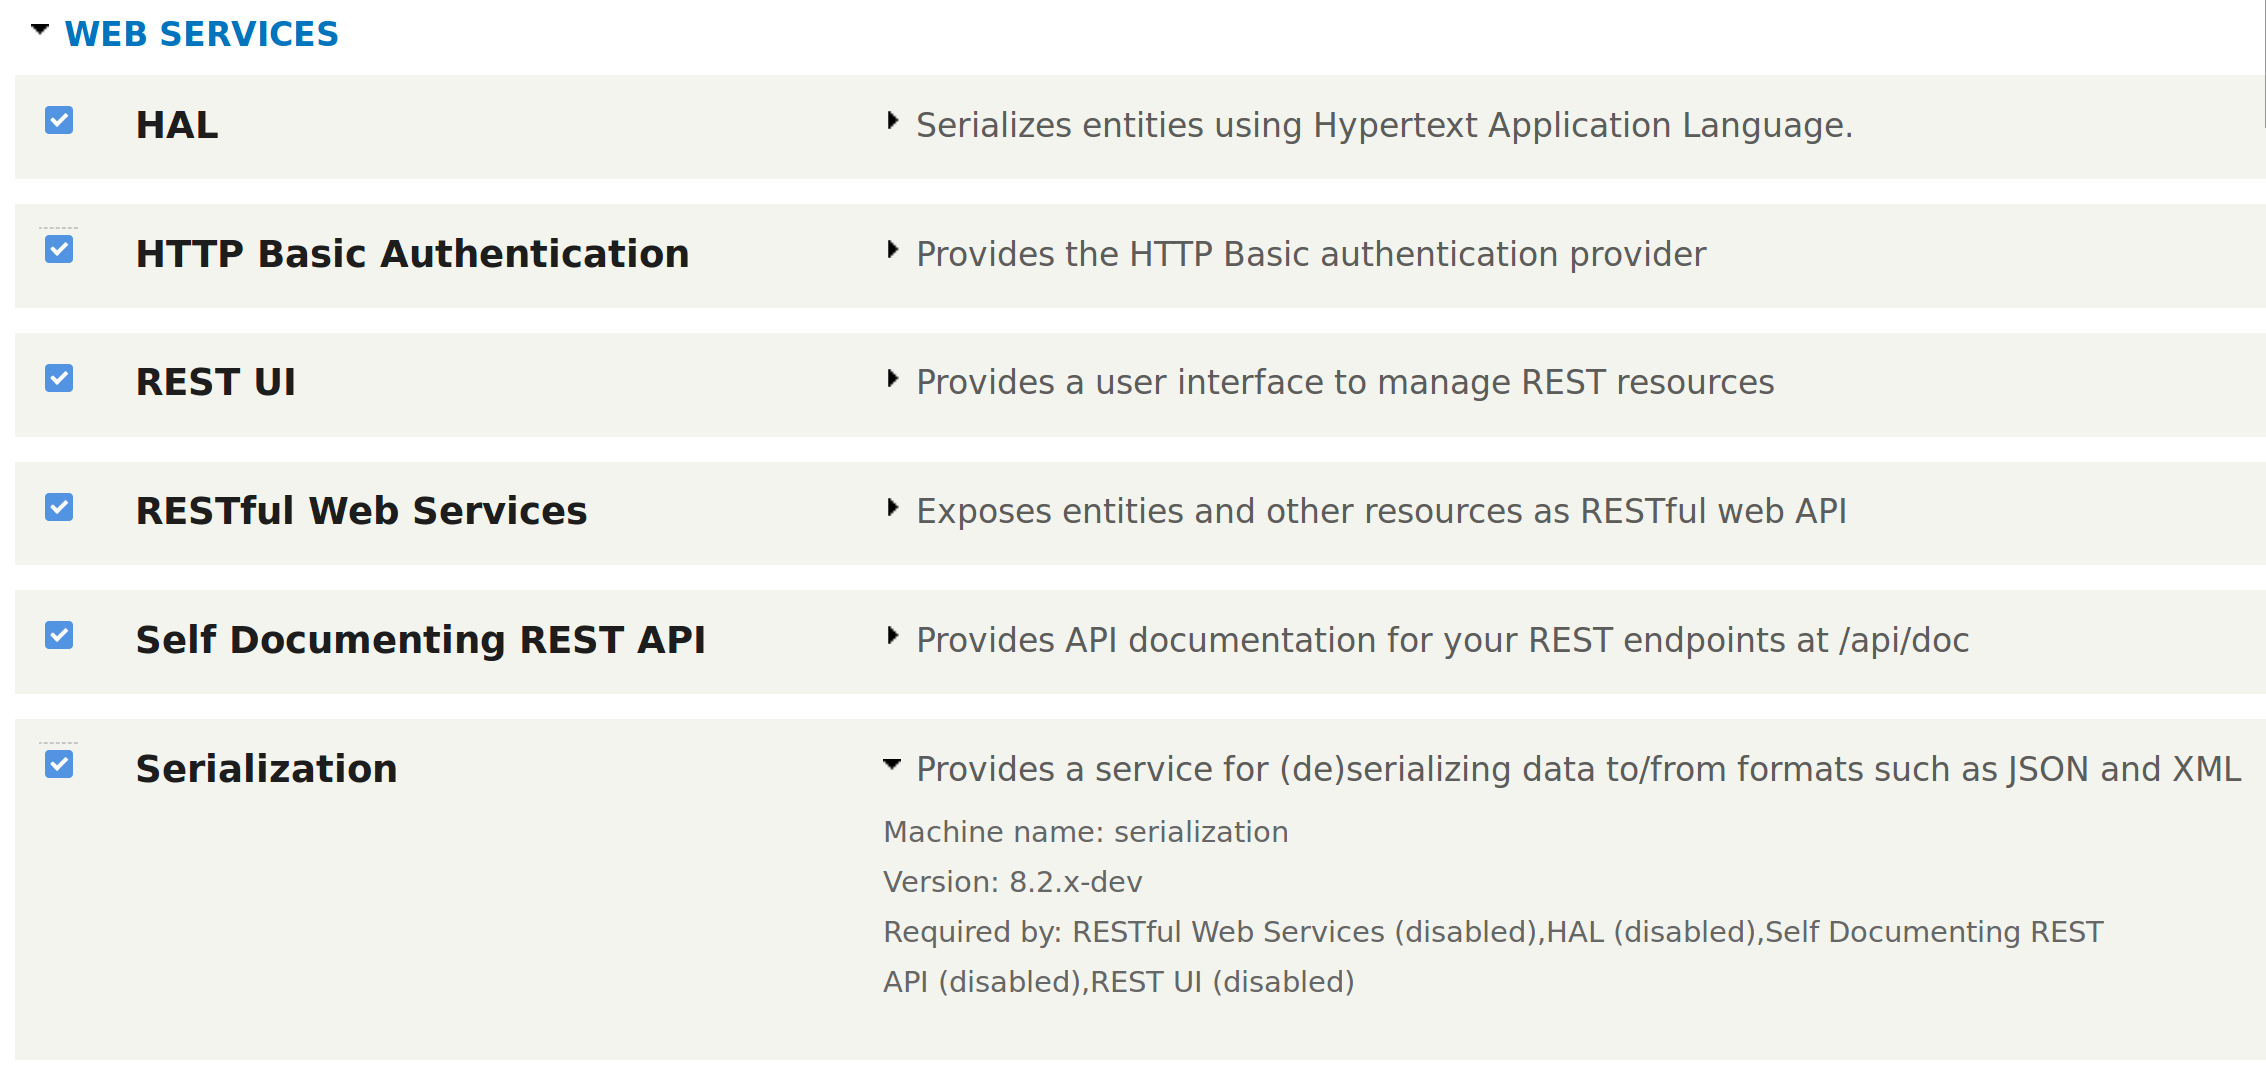 WEB SERVICES
HAL
Serializes entities using Hypertext Application Language.
HTTP Basic Authentication
Provides the HTTP Basic authentication provider
REST UI
Provides a user interface to manage REST resources
RESTful Web Services
Exposes entities and other resources as RESTful web API
Self Documenting REST API
Provides API documentation for your REST endpoints at /api/doc
Serialization
Provides a service for (de)serializing data to/from formats such as JSON and XML
Machine name: serialization
Version: 8.2.x-dev
Required by: RESTful Web Services (disabled),HAL (disabled),Self Documenting REST
API (disabled),REST UI (disabled)